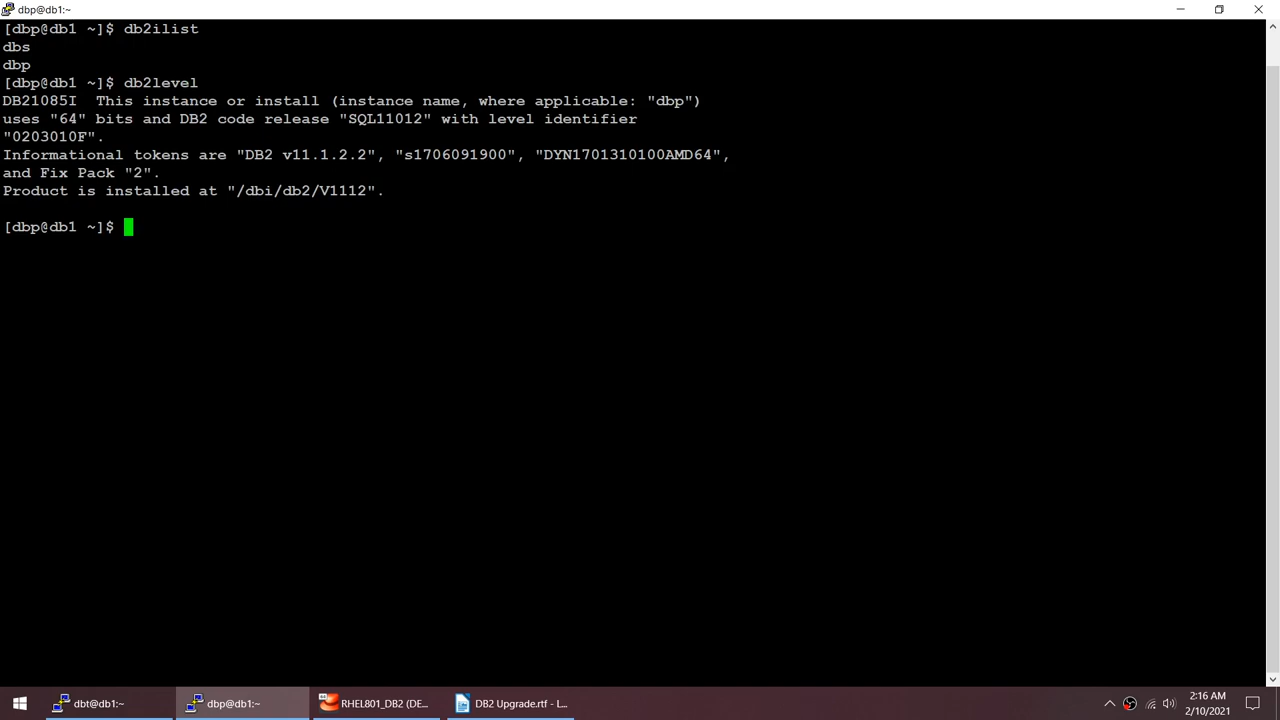 dbp@db1:~
[dbp@db1 ~]$ db2ilist
dbs
dbp
[dbp@db1 ~]$ db2level
DB21085I  This instance or install (instance name, where applicable: "dbp")
uses "64" bits and DB2 code release "SQL11012" with level identifier
"0203010F".
Informational tokens are "DB2 v11.1.2.2", "s1706091900", "DYN1701310100AMD64",
and Fix Pack "2".
Product is installed at "/dbi/db2/V1112".
[dbp@db1 ~]$
dbt@db1:~
dbp@db1:~
RHEL801_DB2 (DE...
DB2 Upgrade.rtf - L...
2:16 AM
2/10/2021